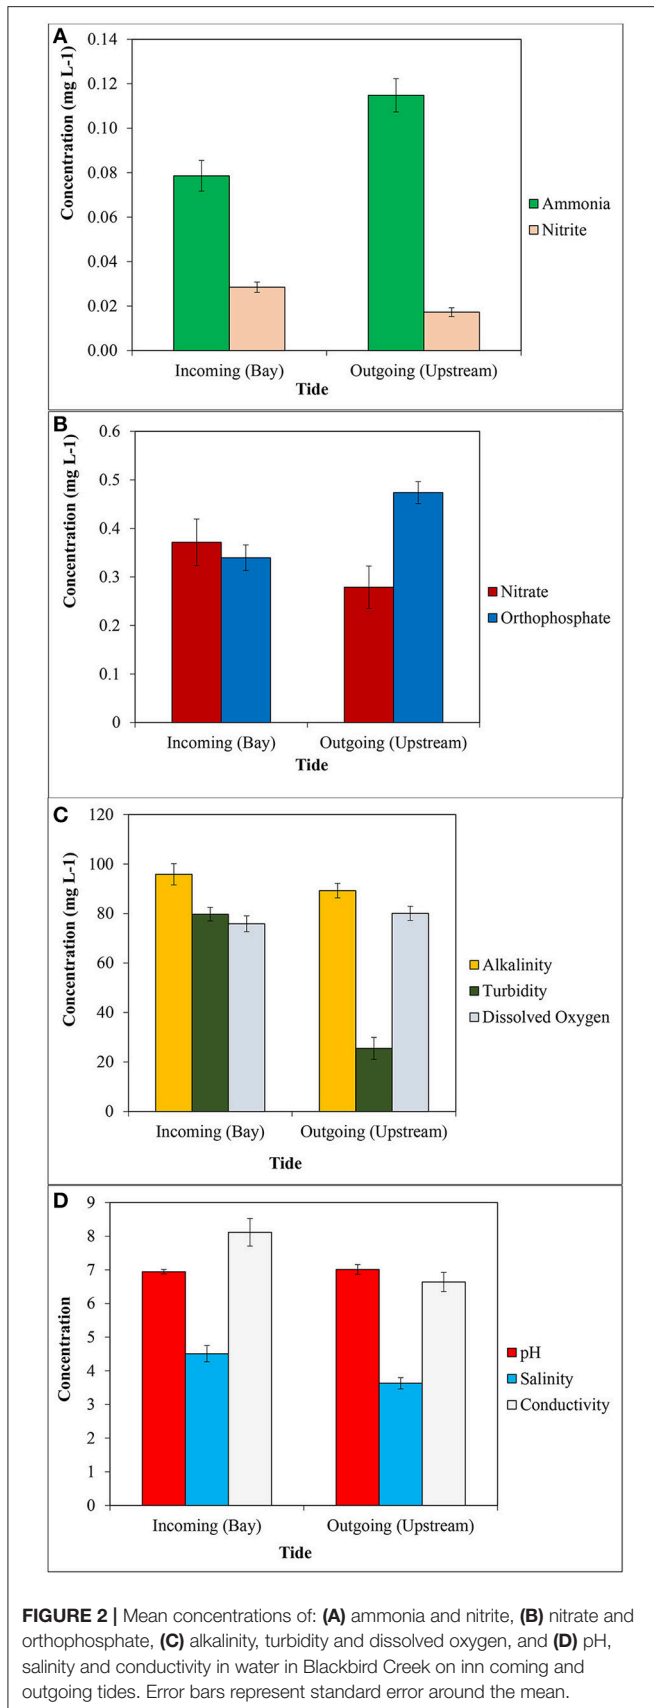 A
Concentration (mg L-1)
0.14
0.12
0.10
0.08
0.06
0.04
0.02
0.00
Ammonia
Nitrite
Incoming (Bay) Outgoing (Upstream)
Tide
B
Concentration (mg L-1)
0.6
0.5
0.4
0.3
0.2
0.1
0
Nitrate
Orthophosphate
Incoming (Bay) Outgoing (Upstream)
Tide
C
Concentration (mg L-1)
120
100
80
60
40
20
0
Alkalinity
Turbidity
Dissolved Oxygen
Incoming (Bay) Outgoing (Upstream)
Tide
D
Concentration
9
8
7
6
5
4
3
2
1
0
pH
Salinity
Conductivity
Incoming (Bay) Outgoing (Upstream)
Tide
FIGURE 2 | Mean concentrations of: (A) ammonia and nitrite, (B) nitrate and
orthophosphate, (C) alkalinity, turbidity and dissolved oxygen, and (D) pH,
salinity and conductivity in water in Blackbird Creek on inn coming and
outgoing tides. Error bars represent standard error around the mean.